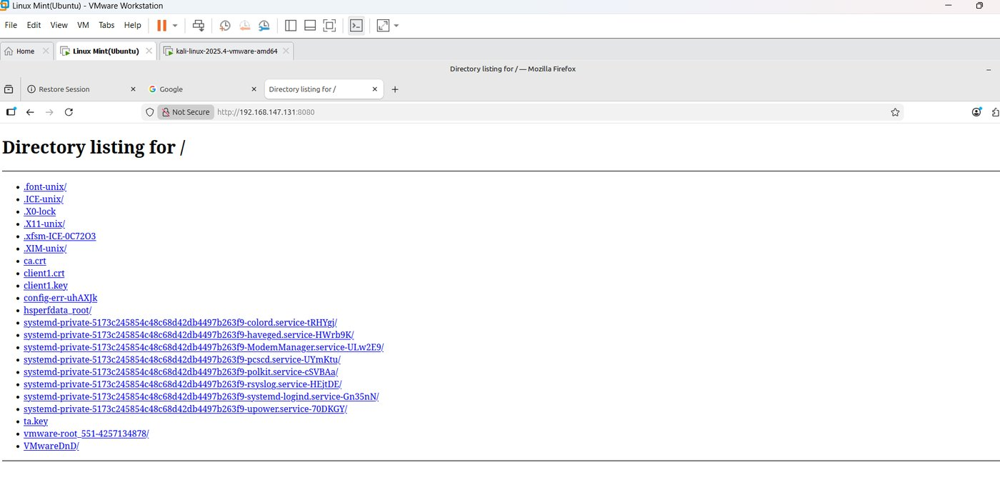 Linux Mint(Ubuntu) - VMware Workstation
File Edit View VM Tabs Help
Home Linux Mint(Ubuntu) kali-linux-2025.4-vmware-amd64
Directory listing for / — Mozilla Firefox
Restore Session Google Directory listing for /
Not Secure http://192.168.147.131:8080
Directory listing for /
.font-unix/
.ICE-unix/
.X0-lock
.X11-unix/
.xfsm-ICE-0C72O3
.XIM-unix/
ca.crt
client1.crt
client1.key
config-err-uhAXJk
hsperfdata_root/
systemd-private-5173c245854c48c68d42db4497b263f9-colord.service-tRHYgj/
systemd-private-5173c245854c48c68d42db4497b263f9-haveged.service-HWrb9K/
systemd-private-5173c245854c48c68d42db4497b263f9-ModemManager.service-ULw2E9/
systemd-private-5173c245854c48c68d42db4497b263f9-pcscd.service-UYmKtu/
systemd-private-5173c245854c48c68d42db4497b263f9-polkit.service-cSVBAa/
systemd-private-5173c245854c48c68d42db4497b263f9-rsyslog.service-HEjtDE/
systemd-private-5173c245854c48c68d42db4497b263f9-systemd-logind.service-Gn35nN/
systemd-private-5173c245854c48c68d42db4497b263f9-upower.service-70DKGY/
ta.key
vmware-root_551-4257134878/
VMwareDnD/